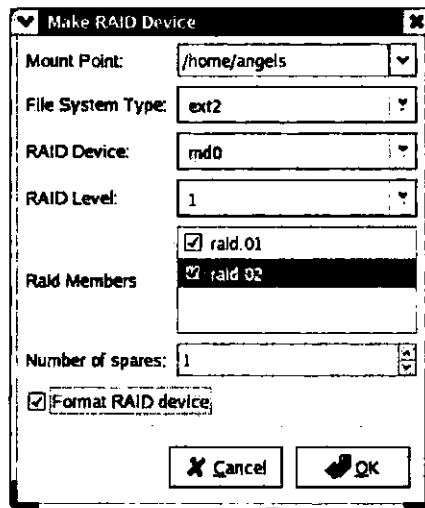 Make RAID Device
Mount Point: /home/angels
File System Type: ext2
RAID Device: md0
RAID Level: 1
raid.01
Raid Members
raid 02
Number of spares: 1
Format RAID device
Cancel OK